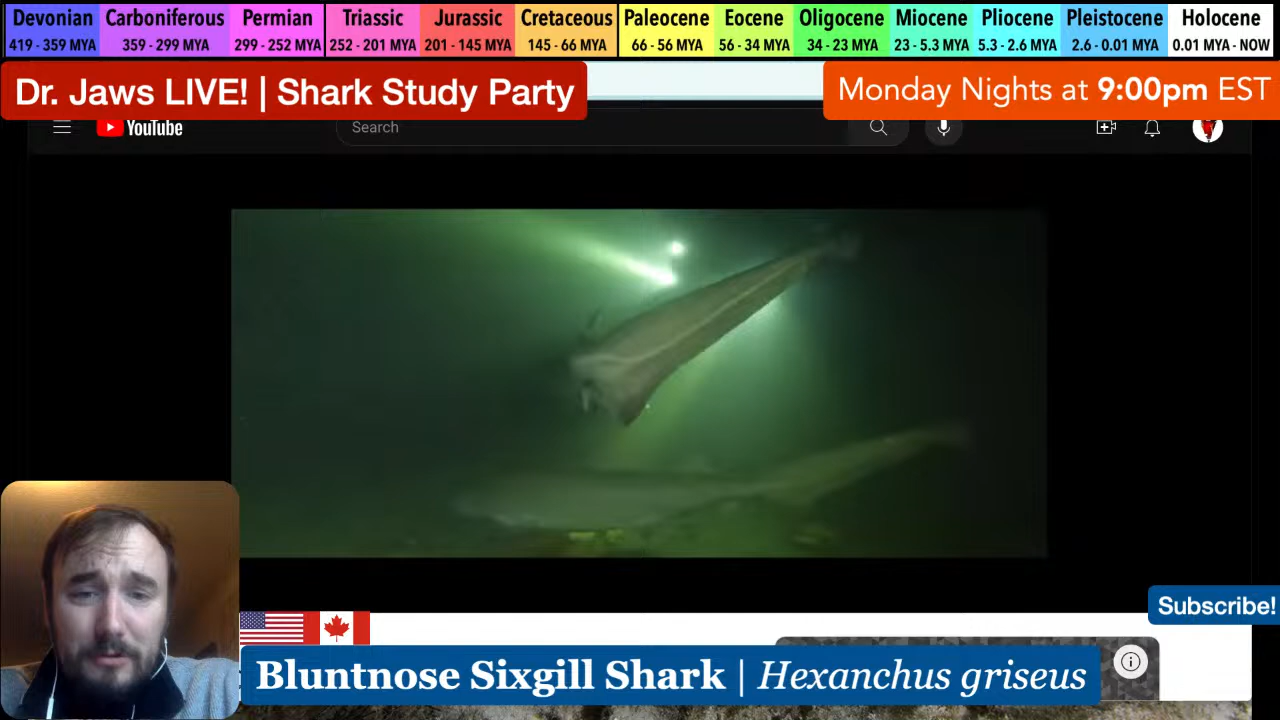 Devonian Carboniferous Permian Triassic Jurassic Cretaceous Paleocene Eocene Oligocene Miocene Pliocene Pleistocene Holocene
419 - 359 MYA 359 - 299 MYA 299 - 252 MYA 252 - 201 MYA 201 - 145 MYA 145 - 66 MYA 66 - 56 MYA 56 - 34 MYA 34 - 23 MYA 23 - 5.3 MYA 5.3 - 2.6 MYA 2.6 - 0.01 MYA 0.01 MYA - NOW
Dr. Jaws LIVE! | Shark Study Party
Monday Nights at 9:00pm EST
YouTube
Search
Subscribe!
Bluntnose Sixgill Shark | Hexanchus griseus